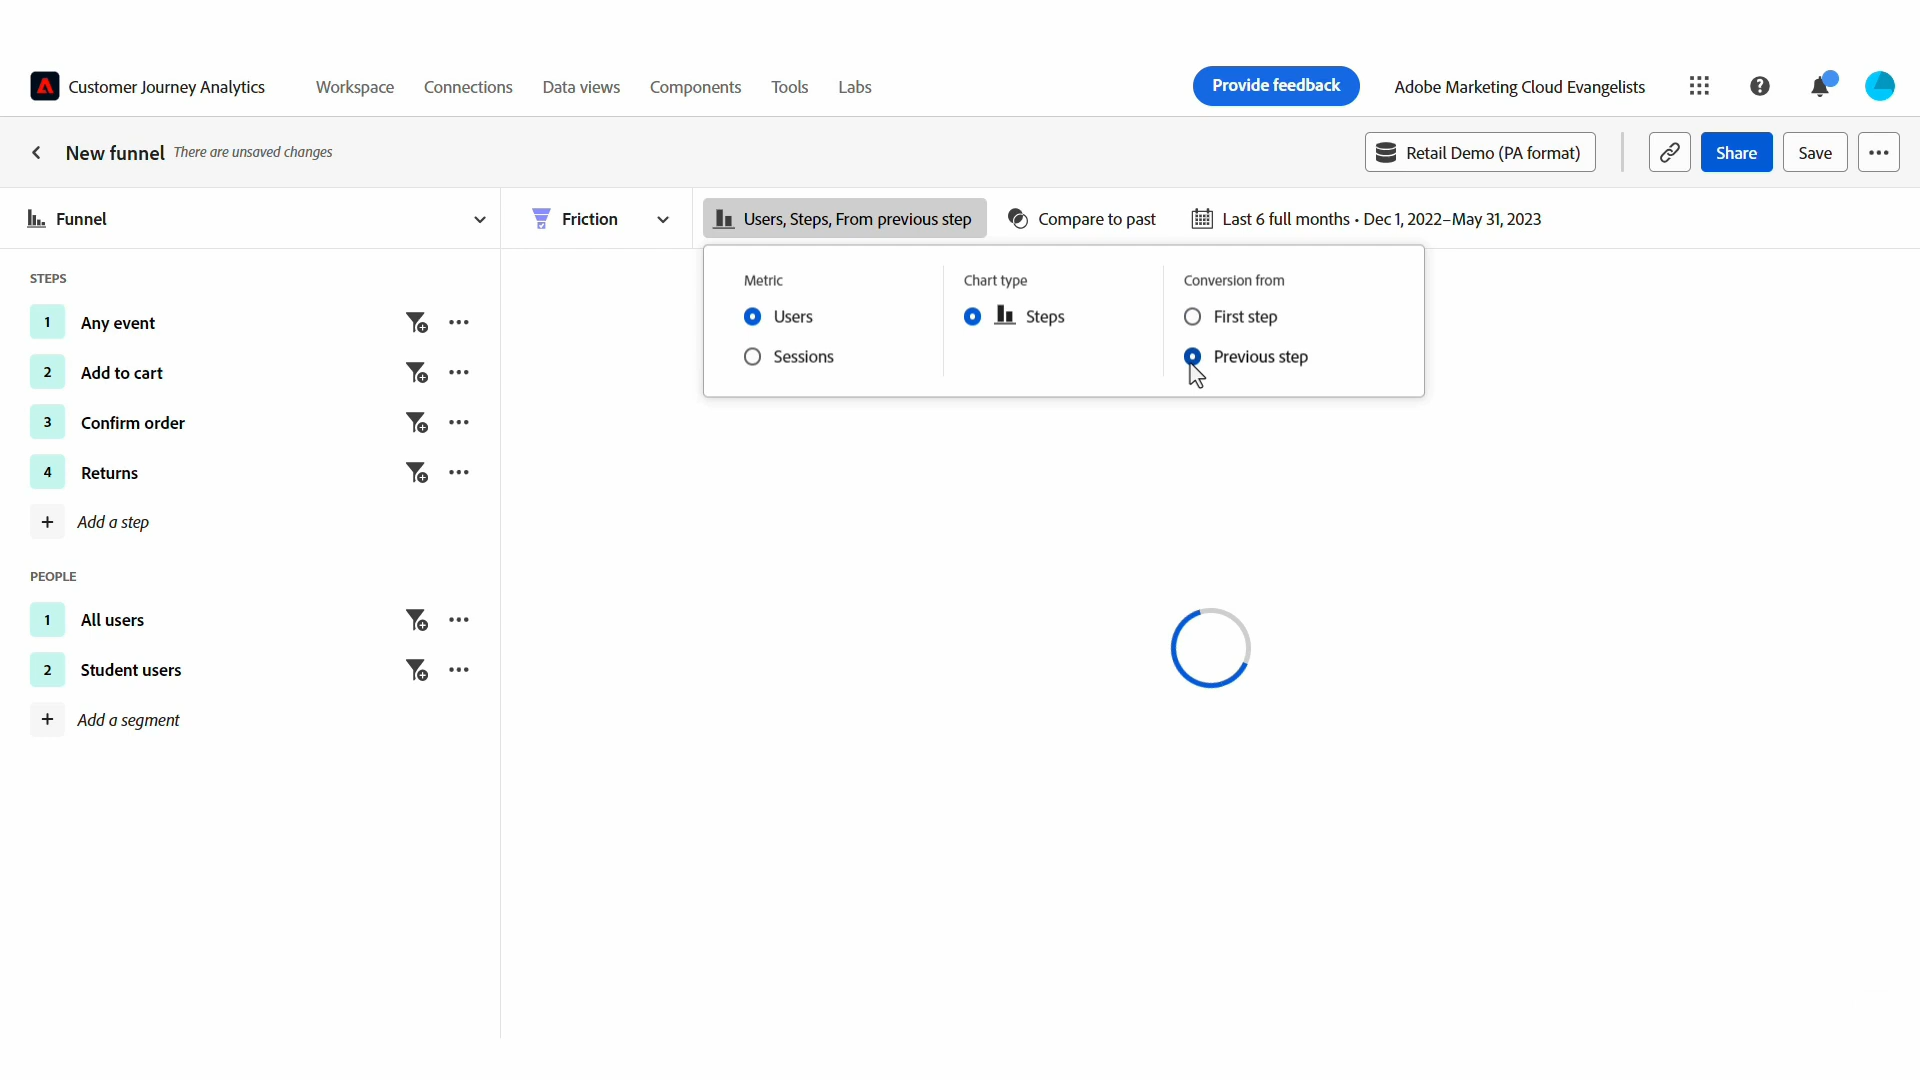 Customer Journey Analytics Workspace Connections Data views Components Tools Labs Provide feedback Adobe Marketing Cloud Evangelists
New funnel There are unsaved changes Retail Demo (PA format) Share Save
Funnel Friction Users, Steps, From previous step Compare to past Last 6 full months • Dec 1, 2022–May 31, 2023
Metric Chart type Conversion from
Users Steps First step
Sessions Previous step
STEPS
1 Any event
2 Add to cart
3 Confirm order
4 Returns
+ Add a step
PEOPLE
1 All users
2 Student users
+ Add a segment